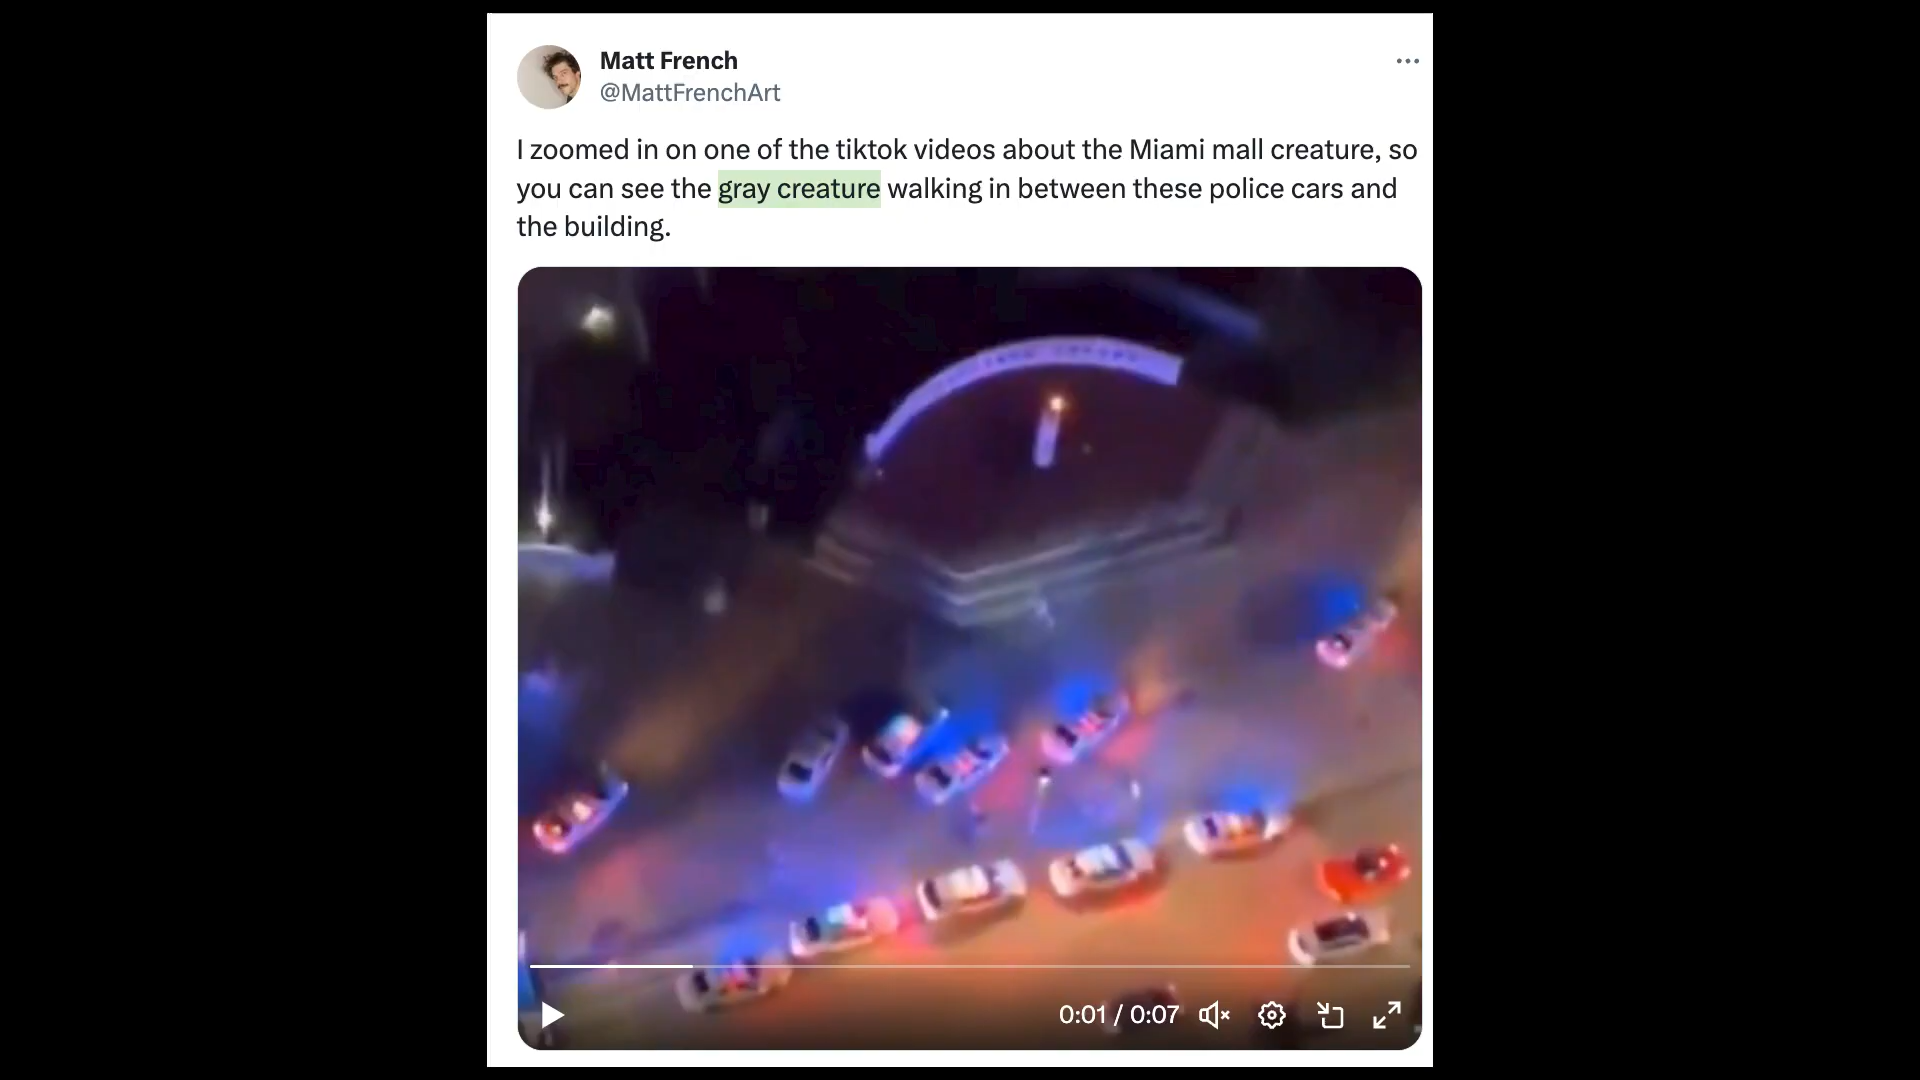 Matt French
@MattFrenchArt
I zoomed in on one of the tiktok videos about the Miami mall creature, so
you can see the gray creature walking in between these police cars and
the building.
0:01 / 0:07